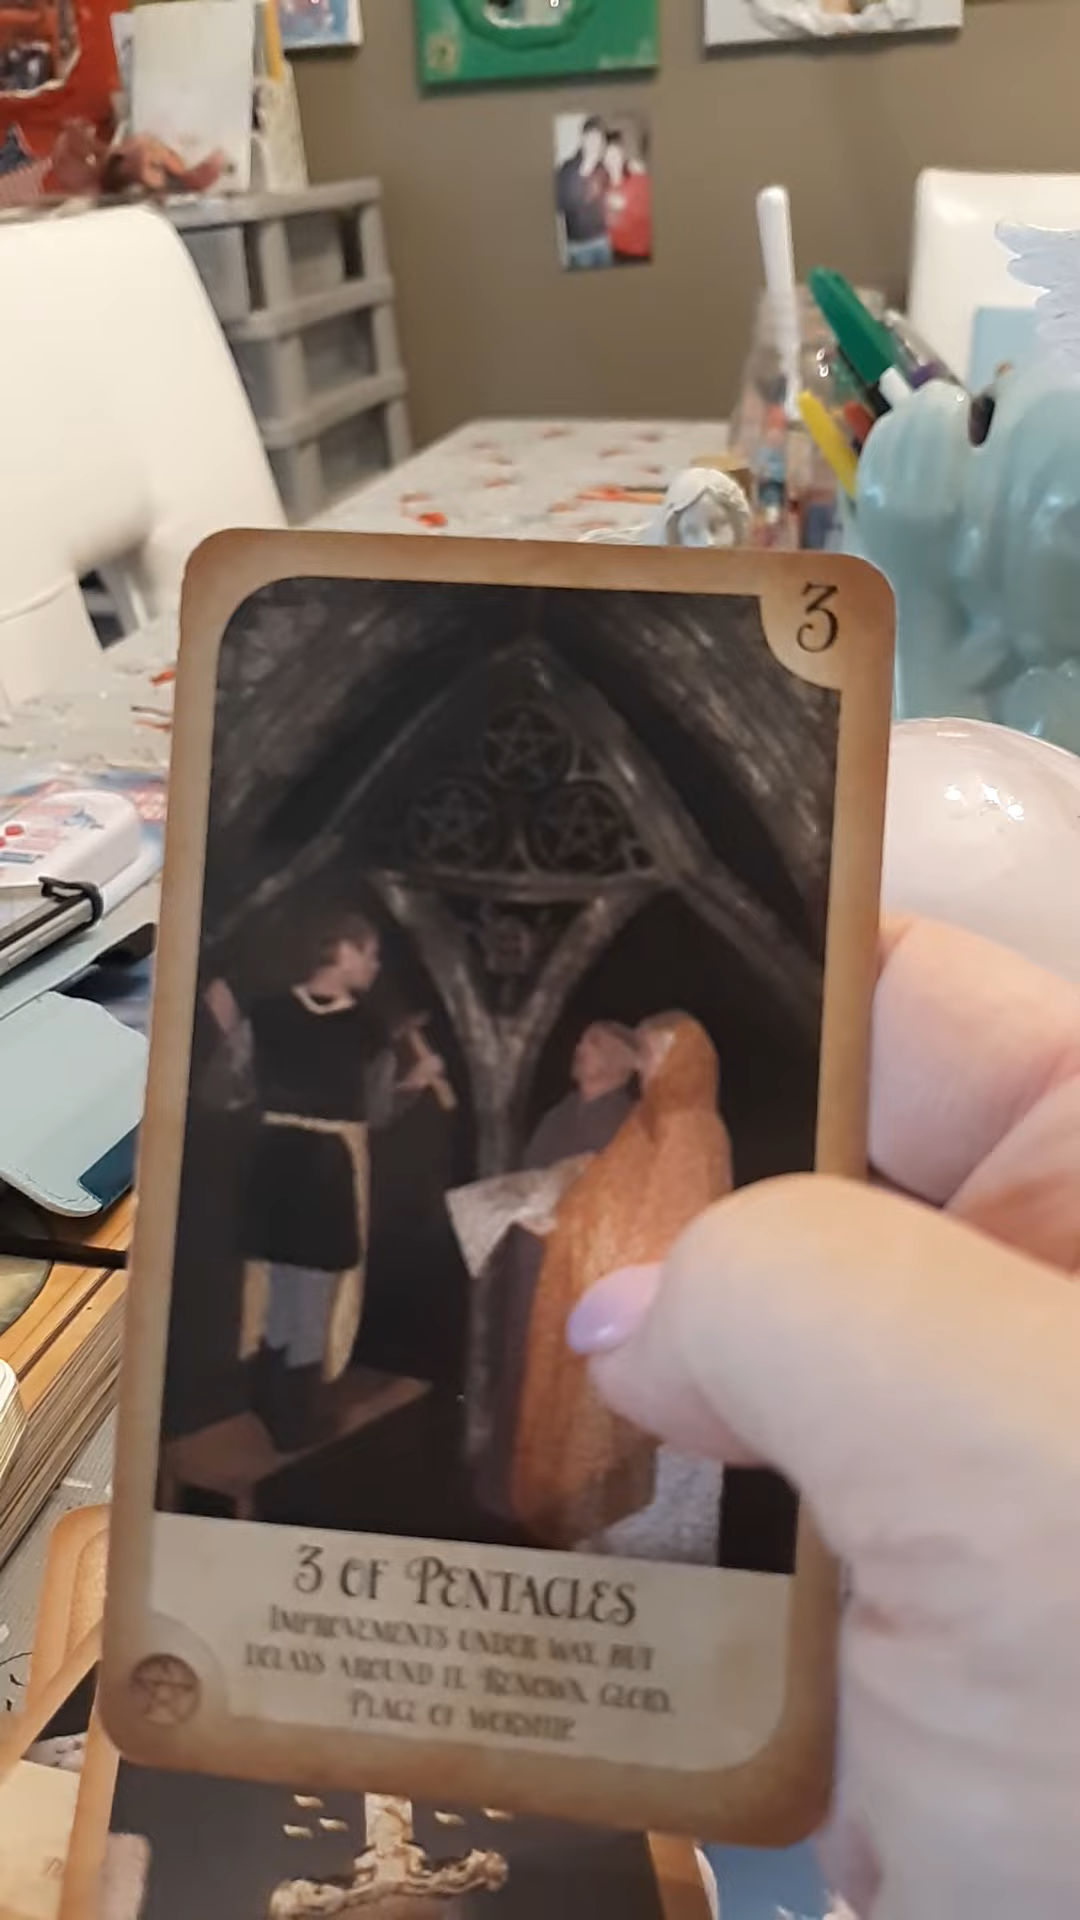 3
3 OF PENTACLES
IMPROVEMENTS UNDER WAY, BUT
DELAYS AROUND IT. RENOWN, GLORY.
PLACE OF WORSHIP.